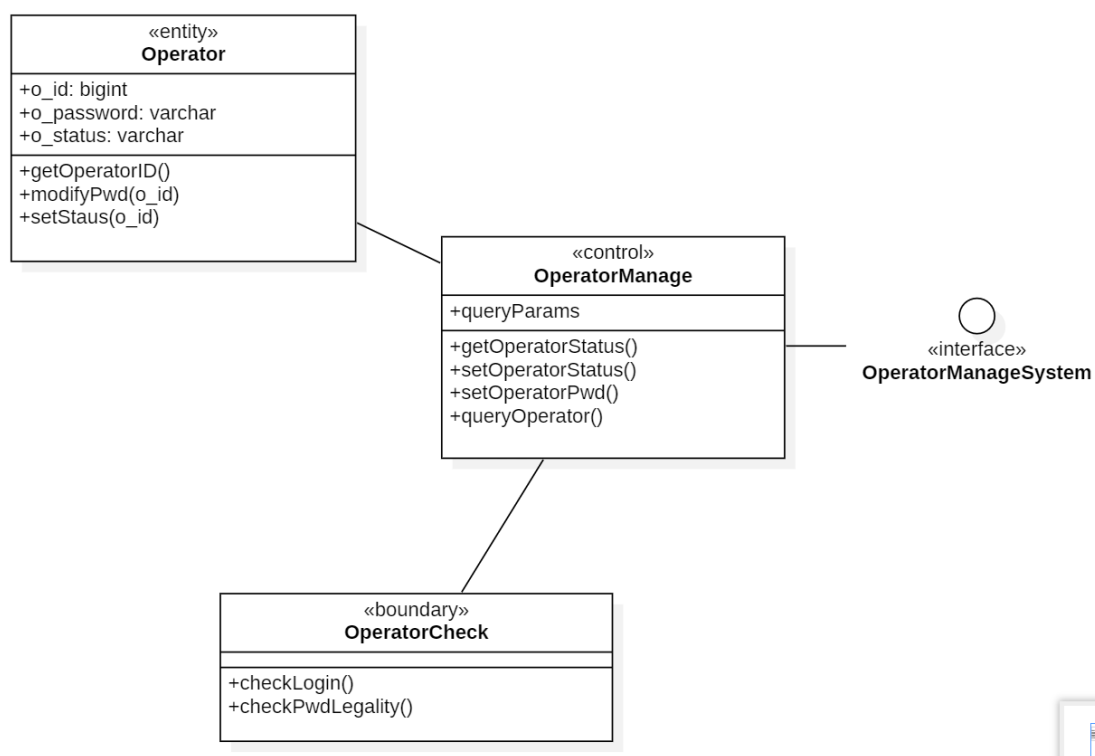 «entity»
Operator
+o_id: bigint
+o_password: varchar
+o_status: varchar
+getOperatorID()
+modifyPwd(o_id)
+setStaus(o_id)
«control»
OperatorManage
+queryParams
+getOperatorStatus()
+setOperatorStatus()
+setOperatorPwd()
+queryOperator()
«interface»
OperatorManageSystem
«boundary»
OperatorCheck
+checkLogin()
+checkPwdLegality()